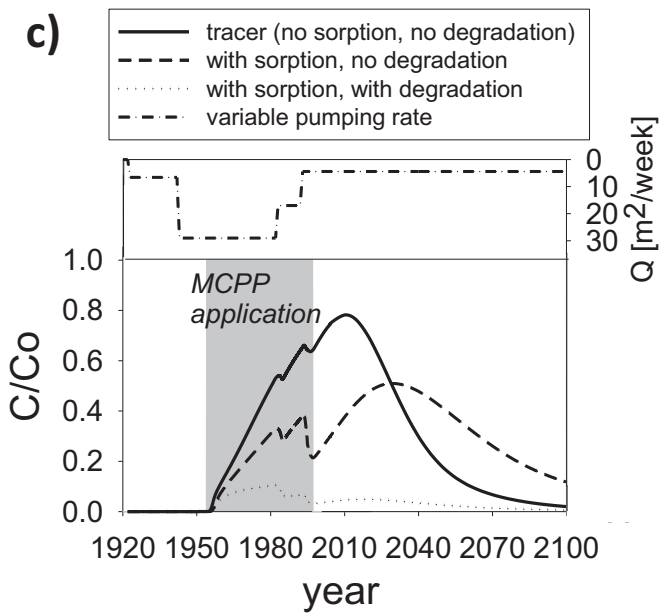 c)
tracer (no sorption, no degradation)
with sorption, no degradation
with sorption, with degradation
variable pumping rate
0
10
20
30
Q [m2/week]
1.0
0.8
0.6
0.4
0.2
0.0
C/Co
MCPP
application
1920 1950 1980 2010 2040 2070 2100
year